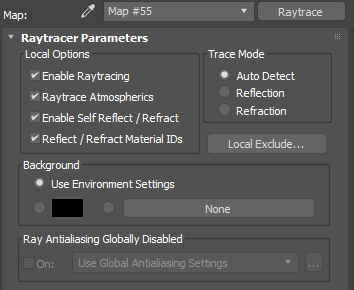 Map: Map #55 Raytrace
Raytracer Parameters
Local Options
Enable Raytracing
Raytrace Atmospherics
Enable Self Reflect / Refract
Reflect / Refract Material IDs
Trace Mode
Auto Detect
Reflection
Refraction
Local Exclude...
Background
Use Environment Settings
None
Ray Antialiasing Globally Disabled
On: Use Global Antialiasing Settings ...